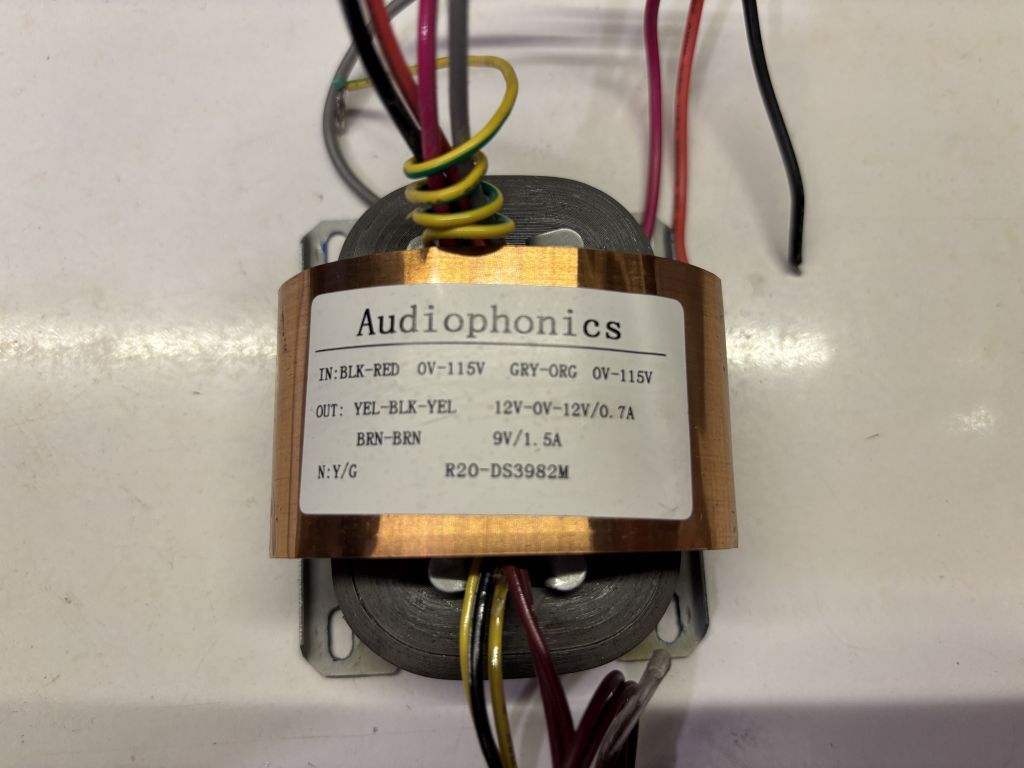 Audiophonics
IN:BLK-RED 0V-115V GRY-ORG 0V-115V
OUT: YEL-BLK-YEL 12V-0V-12V/0.7A
BRN-BRN 9V/1.5A
N:Y/G R20-DS3982M